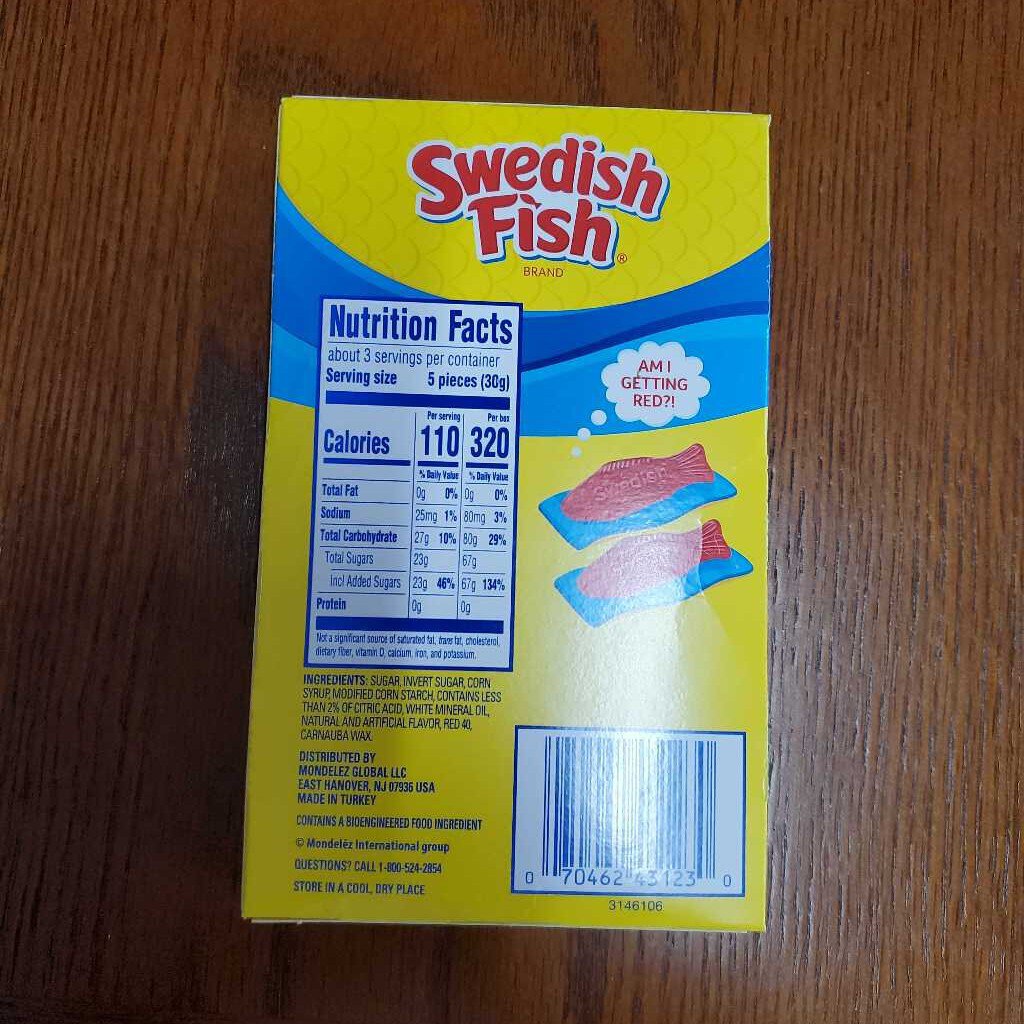 Swedish
Fish®
BRAND
Nutrition Facts
about 3 servings per container
Serving size 5 pieces (30g)
Per serving Per box
Calories 110 320
% Daily Value % Daily Value
Total Fat 0g 0% 0g 0%
Sodium 25mg 1% 80mg 3%
Total Carbohydrate 27g 10% 80g 29%
Total Sugars 23g 67g
Incl Added Sugars 23g 46% 67g 134%
Protein 0g 0g
Not a significant source of saturated fat, trans fat, cholesterol,
dietary fiber, vitamin D, calcium, iron, and potassium.
INGREDIENTS: SUGAR, INVERT SUGAR, CORN
SYRUP, MODIFIED CORN STARCH, CONTAINS LESS
THAN 2% OF CITRIC ACID, WHITE MINERAL OIL,
NATURAL AND ARTIFICIAL FLAVOR, RED 40,
CARNAUBA WAX.
DISTRIBUTED BY
MONDELEZ GLOBAL LLC
EAST HANOVER, NJ 07936 USA
MADE IN TURKEY
CONTAINS A BIOENGINEERED FOOD INGREDIENT
© Mondelēz International group
QUESTIONS? CALL 1-800-524-2854
STORE IN A COOL, DRY PLACE
AM I
GETTING
RED?!
Swedish
0 70462 43123 0
3146106